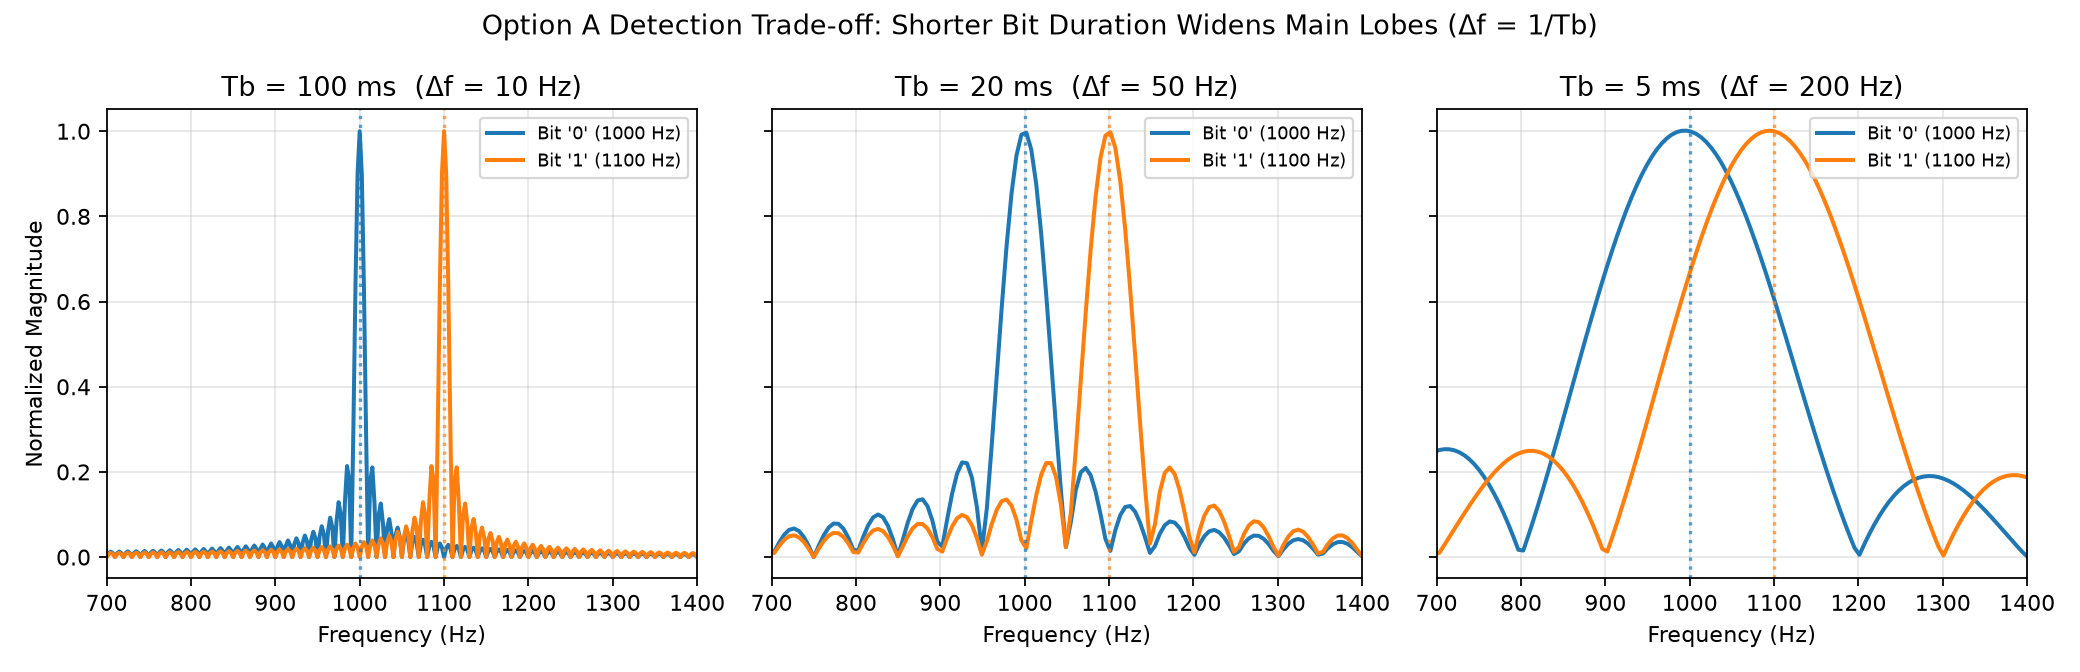 Option A Detection Trade-off: Shorter Bit Duration Widens Main Lobes (Δf = 1/Tb)
Tb = 100 ms  (Δf = 10 Hz)
Normalized Magnitude
1.0
0.8
0.6
0.4
0.2
0.0
Bit '0' (1000 Hz)
Bit '1' (1100 Hz)
700 800 900 1000 1100 1200 1300 1400
Frequency (Hz)
Tb = 20 ms  (Δf = 50 Hz)
Bit '0' (1000 Hz)
Bit '1' (1100 Hz)
700 800 900 1000 1100 1200 1300 1400
Frequency (Hz)
Tb = 5 ms  (Δf = 200 Hz)
Bit '0' (1000 Hz)
Bit '1' (1100 Hz)
700 800 900 1000 1100 1200 1300 1400
Frequency (Hz)